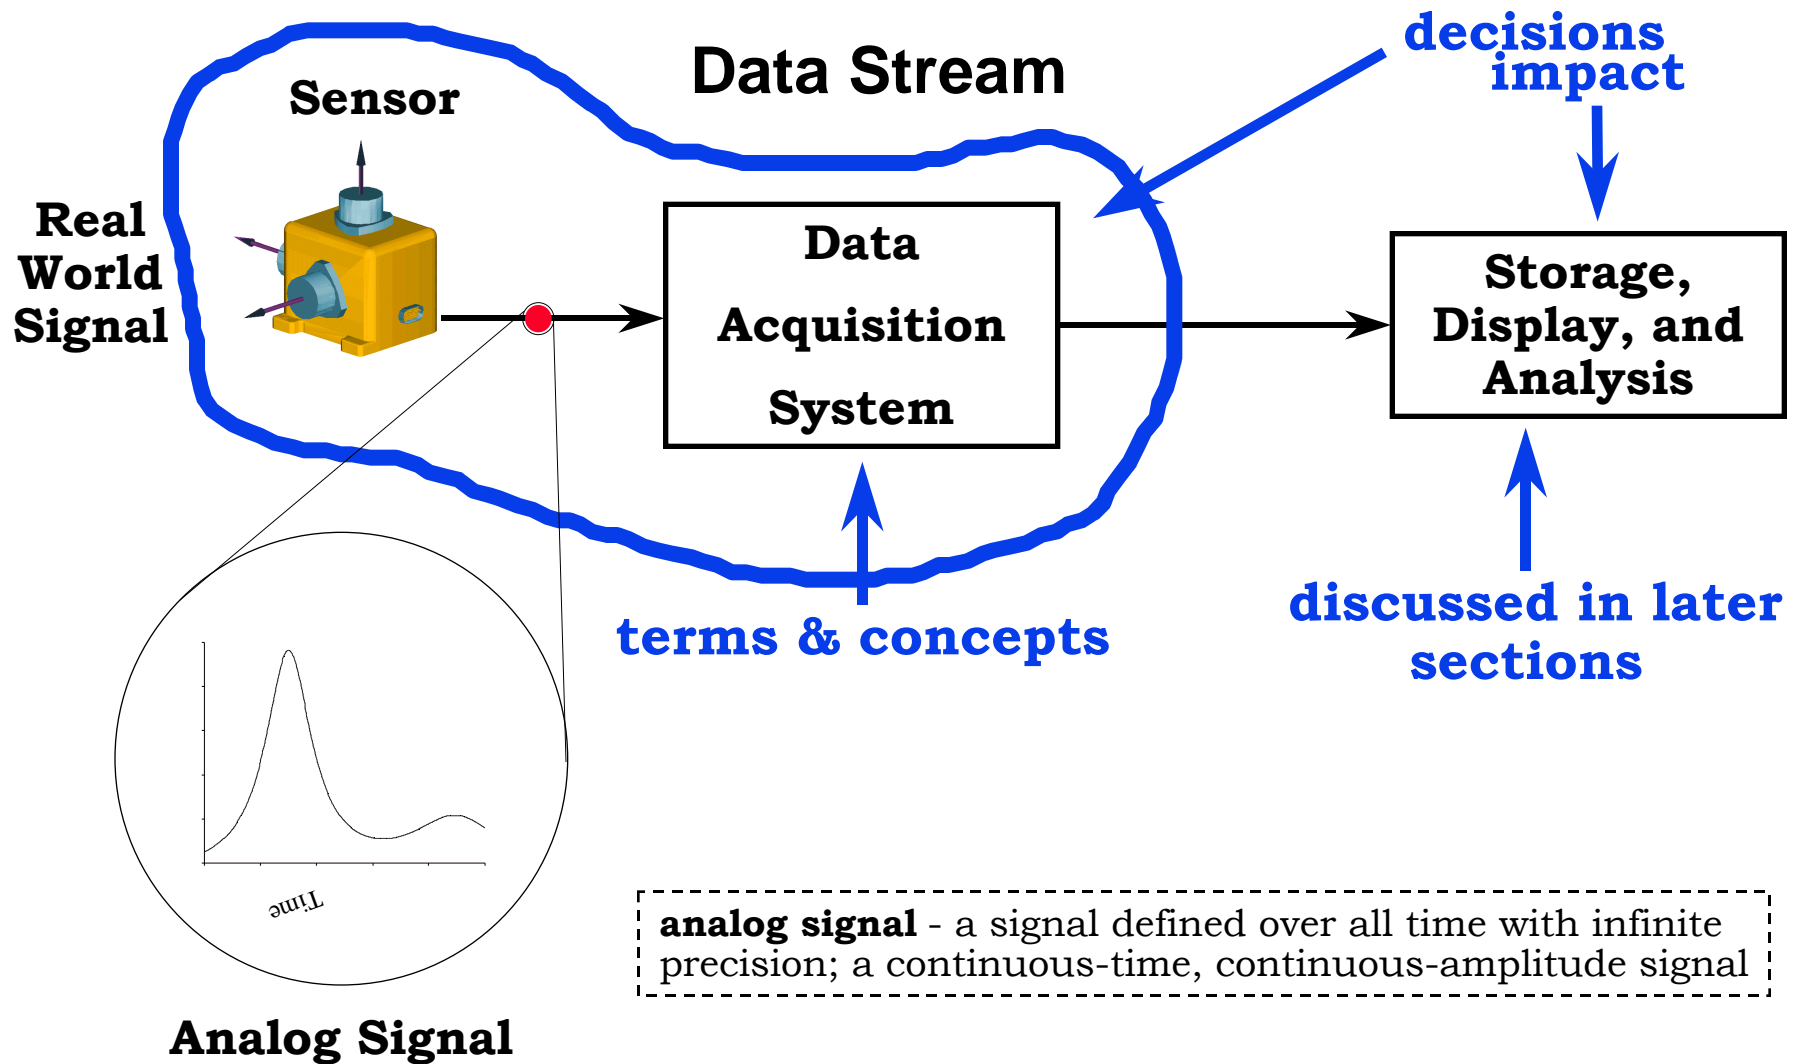 Data Stream
decisions
impact
Sensor
Real
World
Signal
Data
Acquisition
System
Storage,
Display, and
Analysis
terms & concepts
discussed in later
sections
Time
analog signal - a signal defined over all time with infinite
precision; a continuous-time, continuous-amplitude signal
Analog Signal